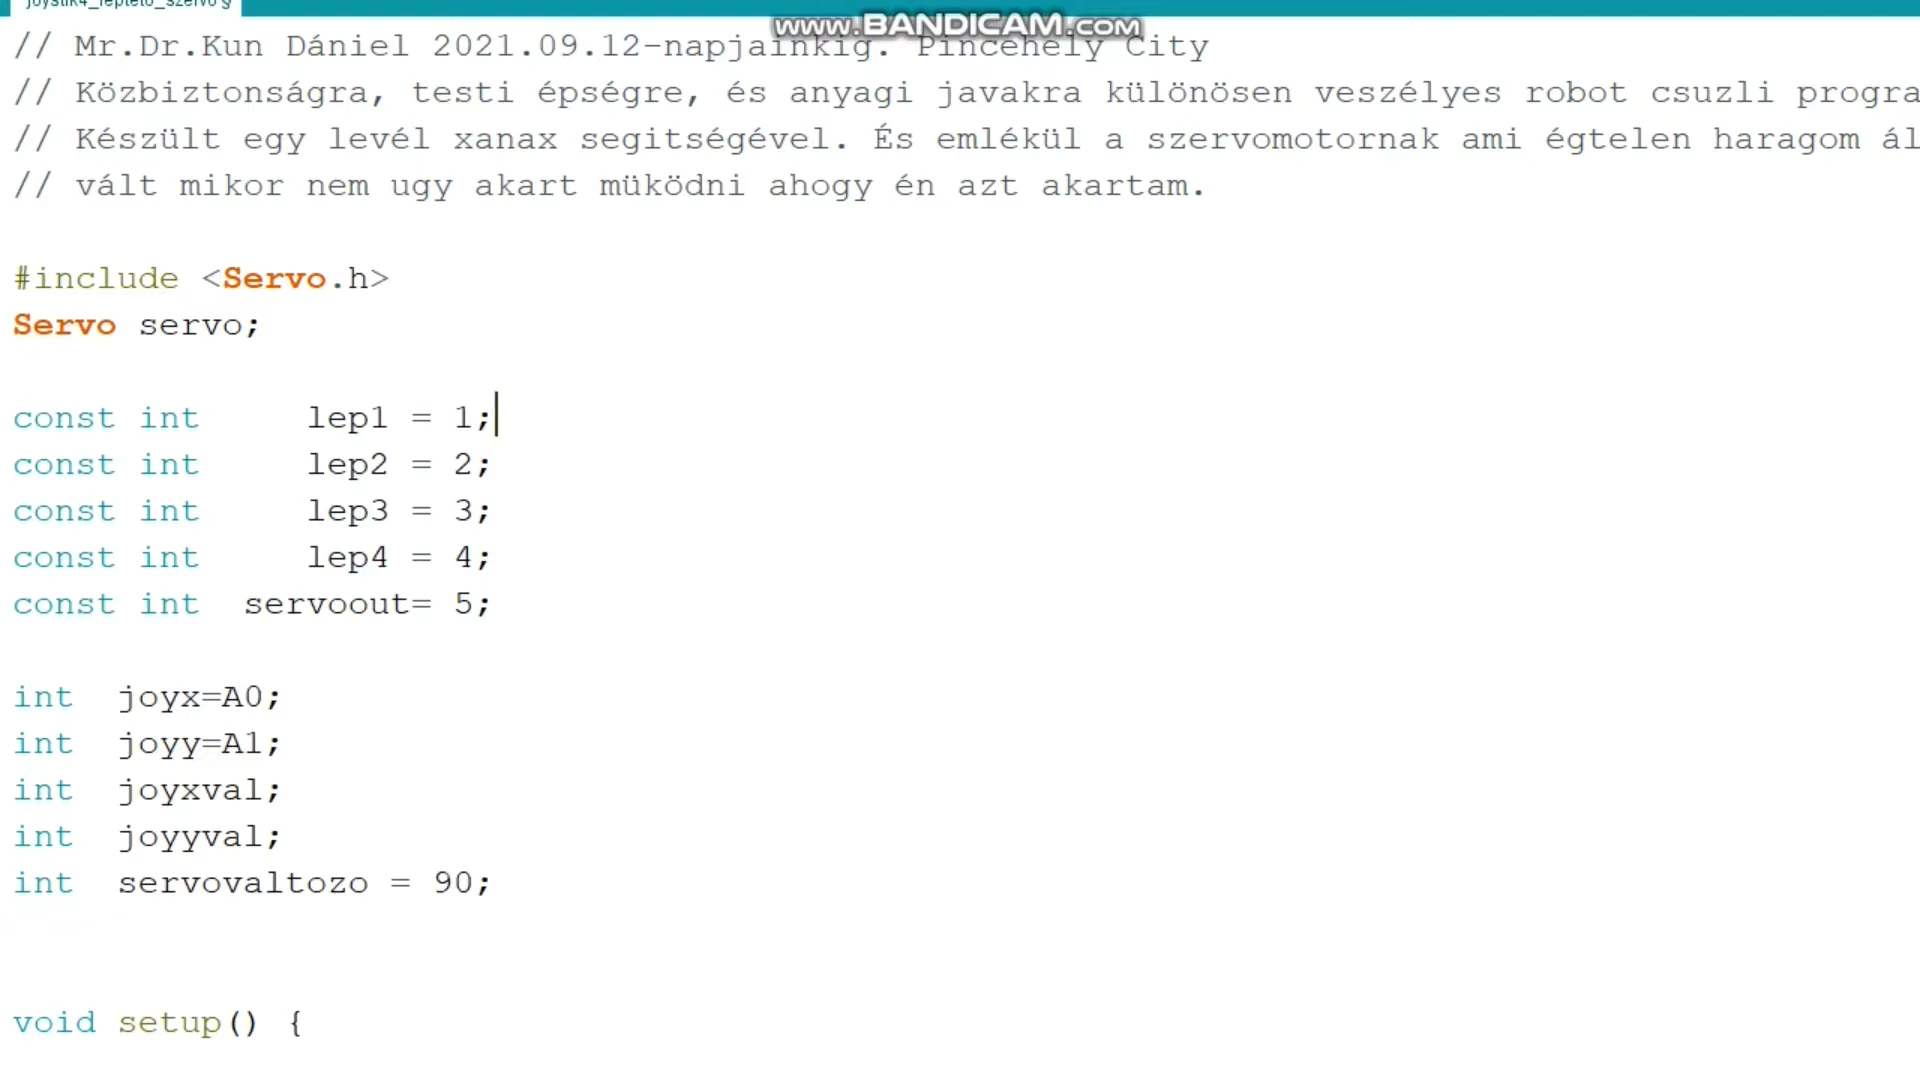 joystik4_lepteto_szervo
www.BANDICAM.com
// Mr.Dr.Kun Dániel 2021.09.12-napjainkig. Pincehely City
// Közbiztonságra, testi épségre, és anyagi javakra különösen veszélyes robot csuzli progra
// Készült egy levél xanax segitségével. És emlékül a szervomotornak ami égtelen haragom ál
// vált mikor nem ugy akart müködni ahogy én azt akartam.
#include <Servo.h>
Servo servo;
const int     lep1 = 1;
const int     lep2 = 2;
const int     lep3 = 3;
const int     lep4 = 4;
const int  servoout= 5;
int  joyx=A0;
int  joyy=A1;
int  joyxval;
int  joyyval;
int  servovaltozo = 90;
void setup() {